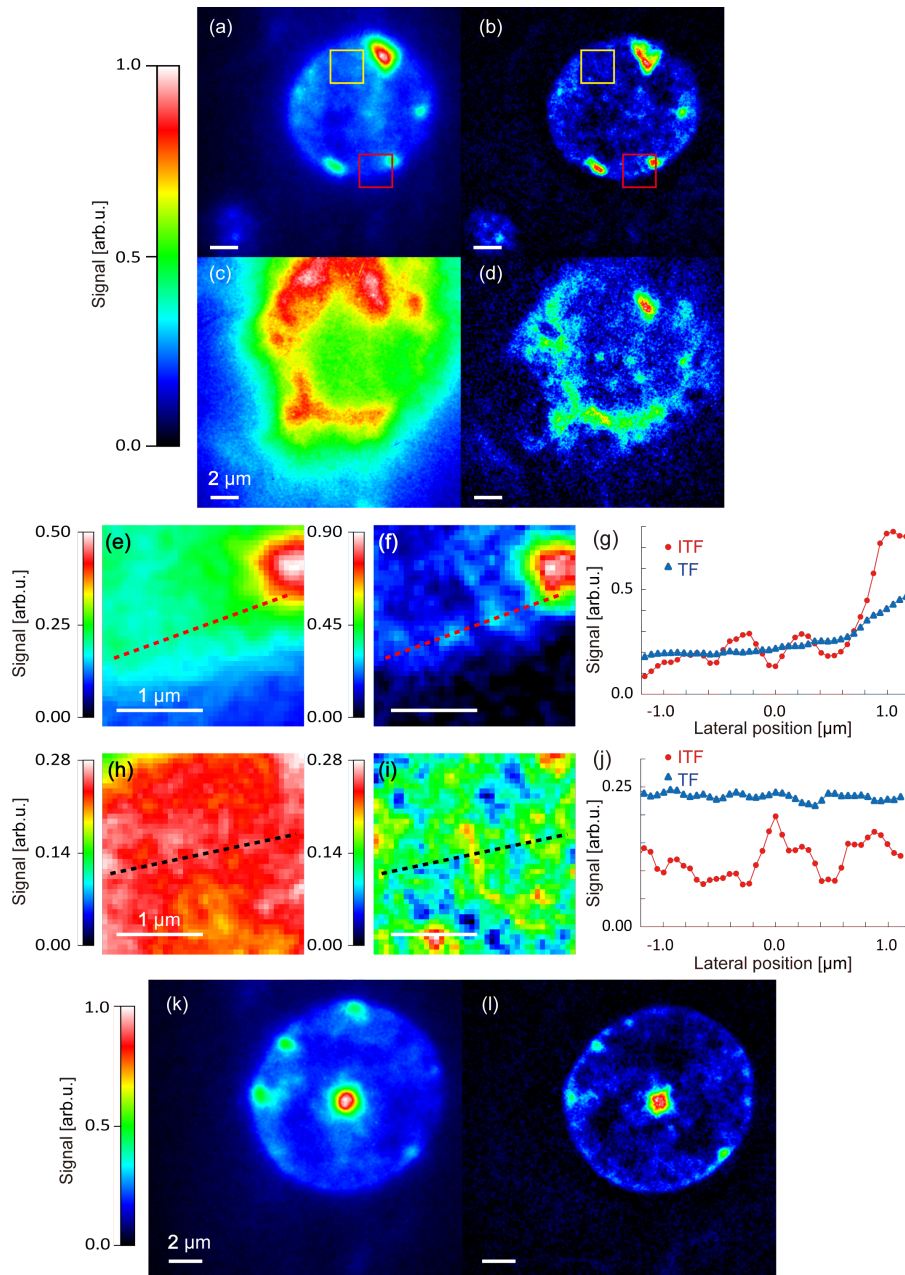 (a)
(b)
1.0
0.5
0.0
Signal [arb.u.]
(c)
(d)
2 µm
0.50
0.25
0.00
Signal [arb.u.]
(e)
1 µm
0.90
0.45
0.00
(f)
(g)
ITF
TF
0.5
0.0
Signal [arb.u.]
-1.0
0.0
1.0
Lateral position [µm]
0.28
0.14
0.00
Signal [arb.u.]
(h)
1 µm
0.28
0.14
0.00
(i)
(j)
ITF
TF
0.25
0.00
Signal [arb.u.]
-1.0
0.0
1.0
Lateral position [µm]
1.0
0.5
0.0
Signal [arb.u.]
(k)
(l)
2 µm